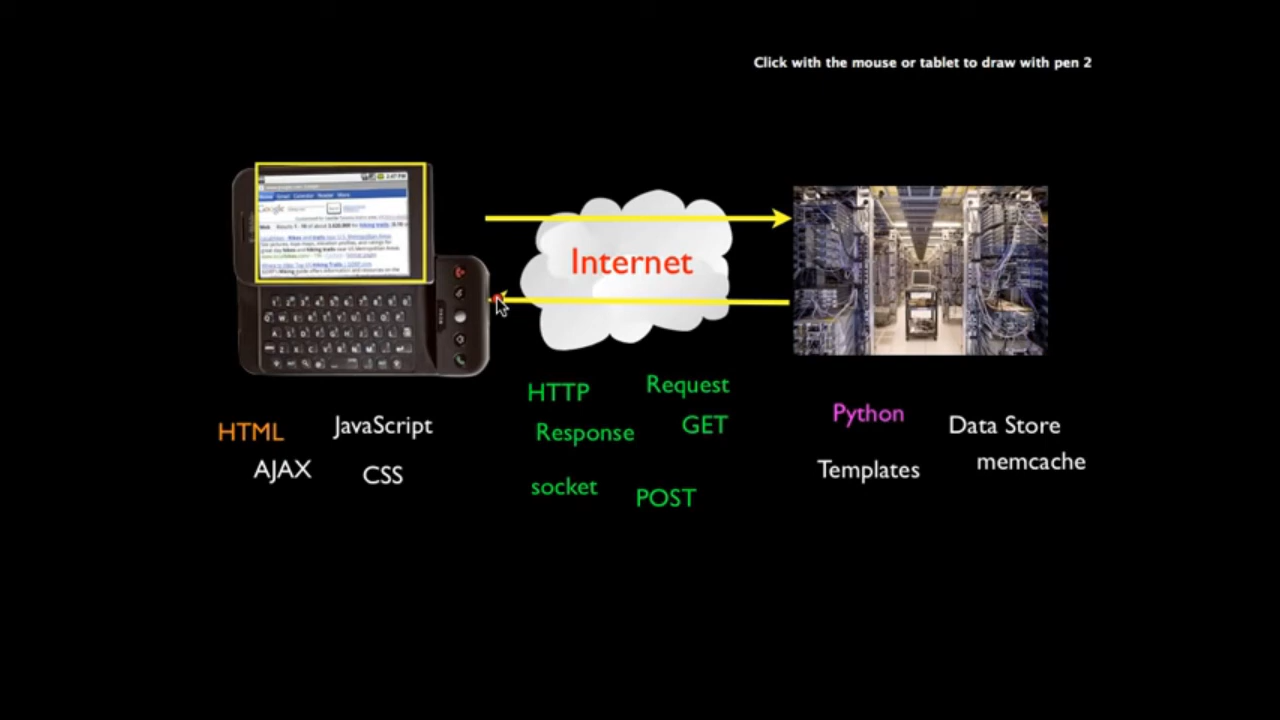 Click with the mouse or tablet to draw with pen 2
Google
Internet
HTTP
Request
Response
GET
socket
POST
HTML
JavaScript
AJAX
CSS
Python
Data Store
memcache
Templates